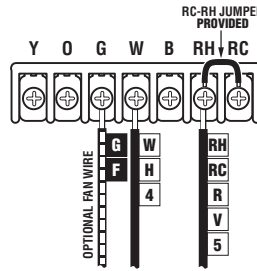 RC-RH JUMPER
PROVIDED
Y O G W B RH RC
OPTIONAL FAN WIRE
G
F
W
H
4
RH
RC
R
V
5